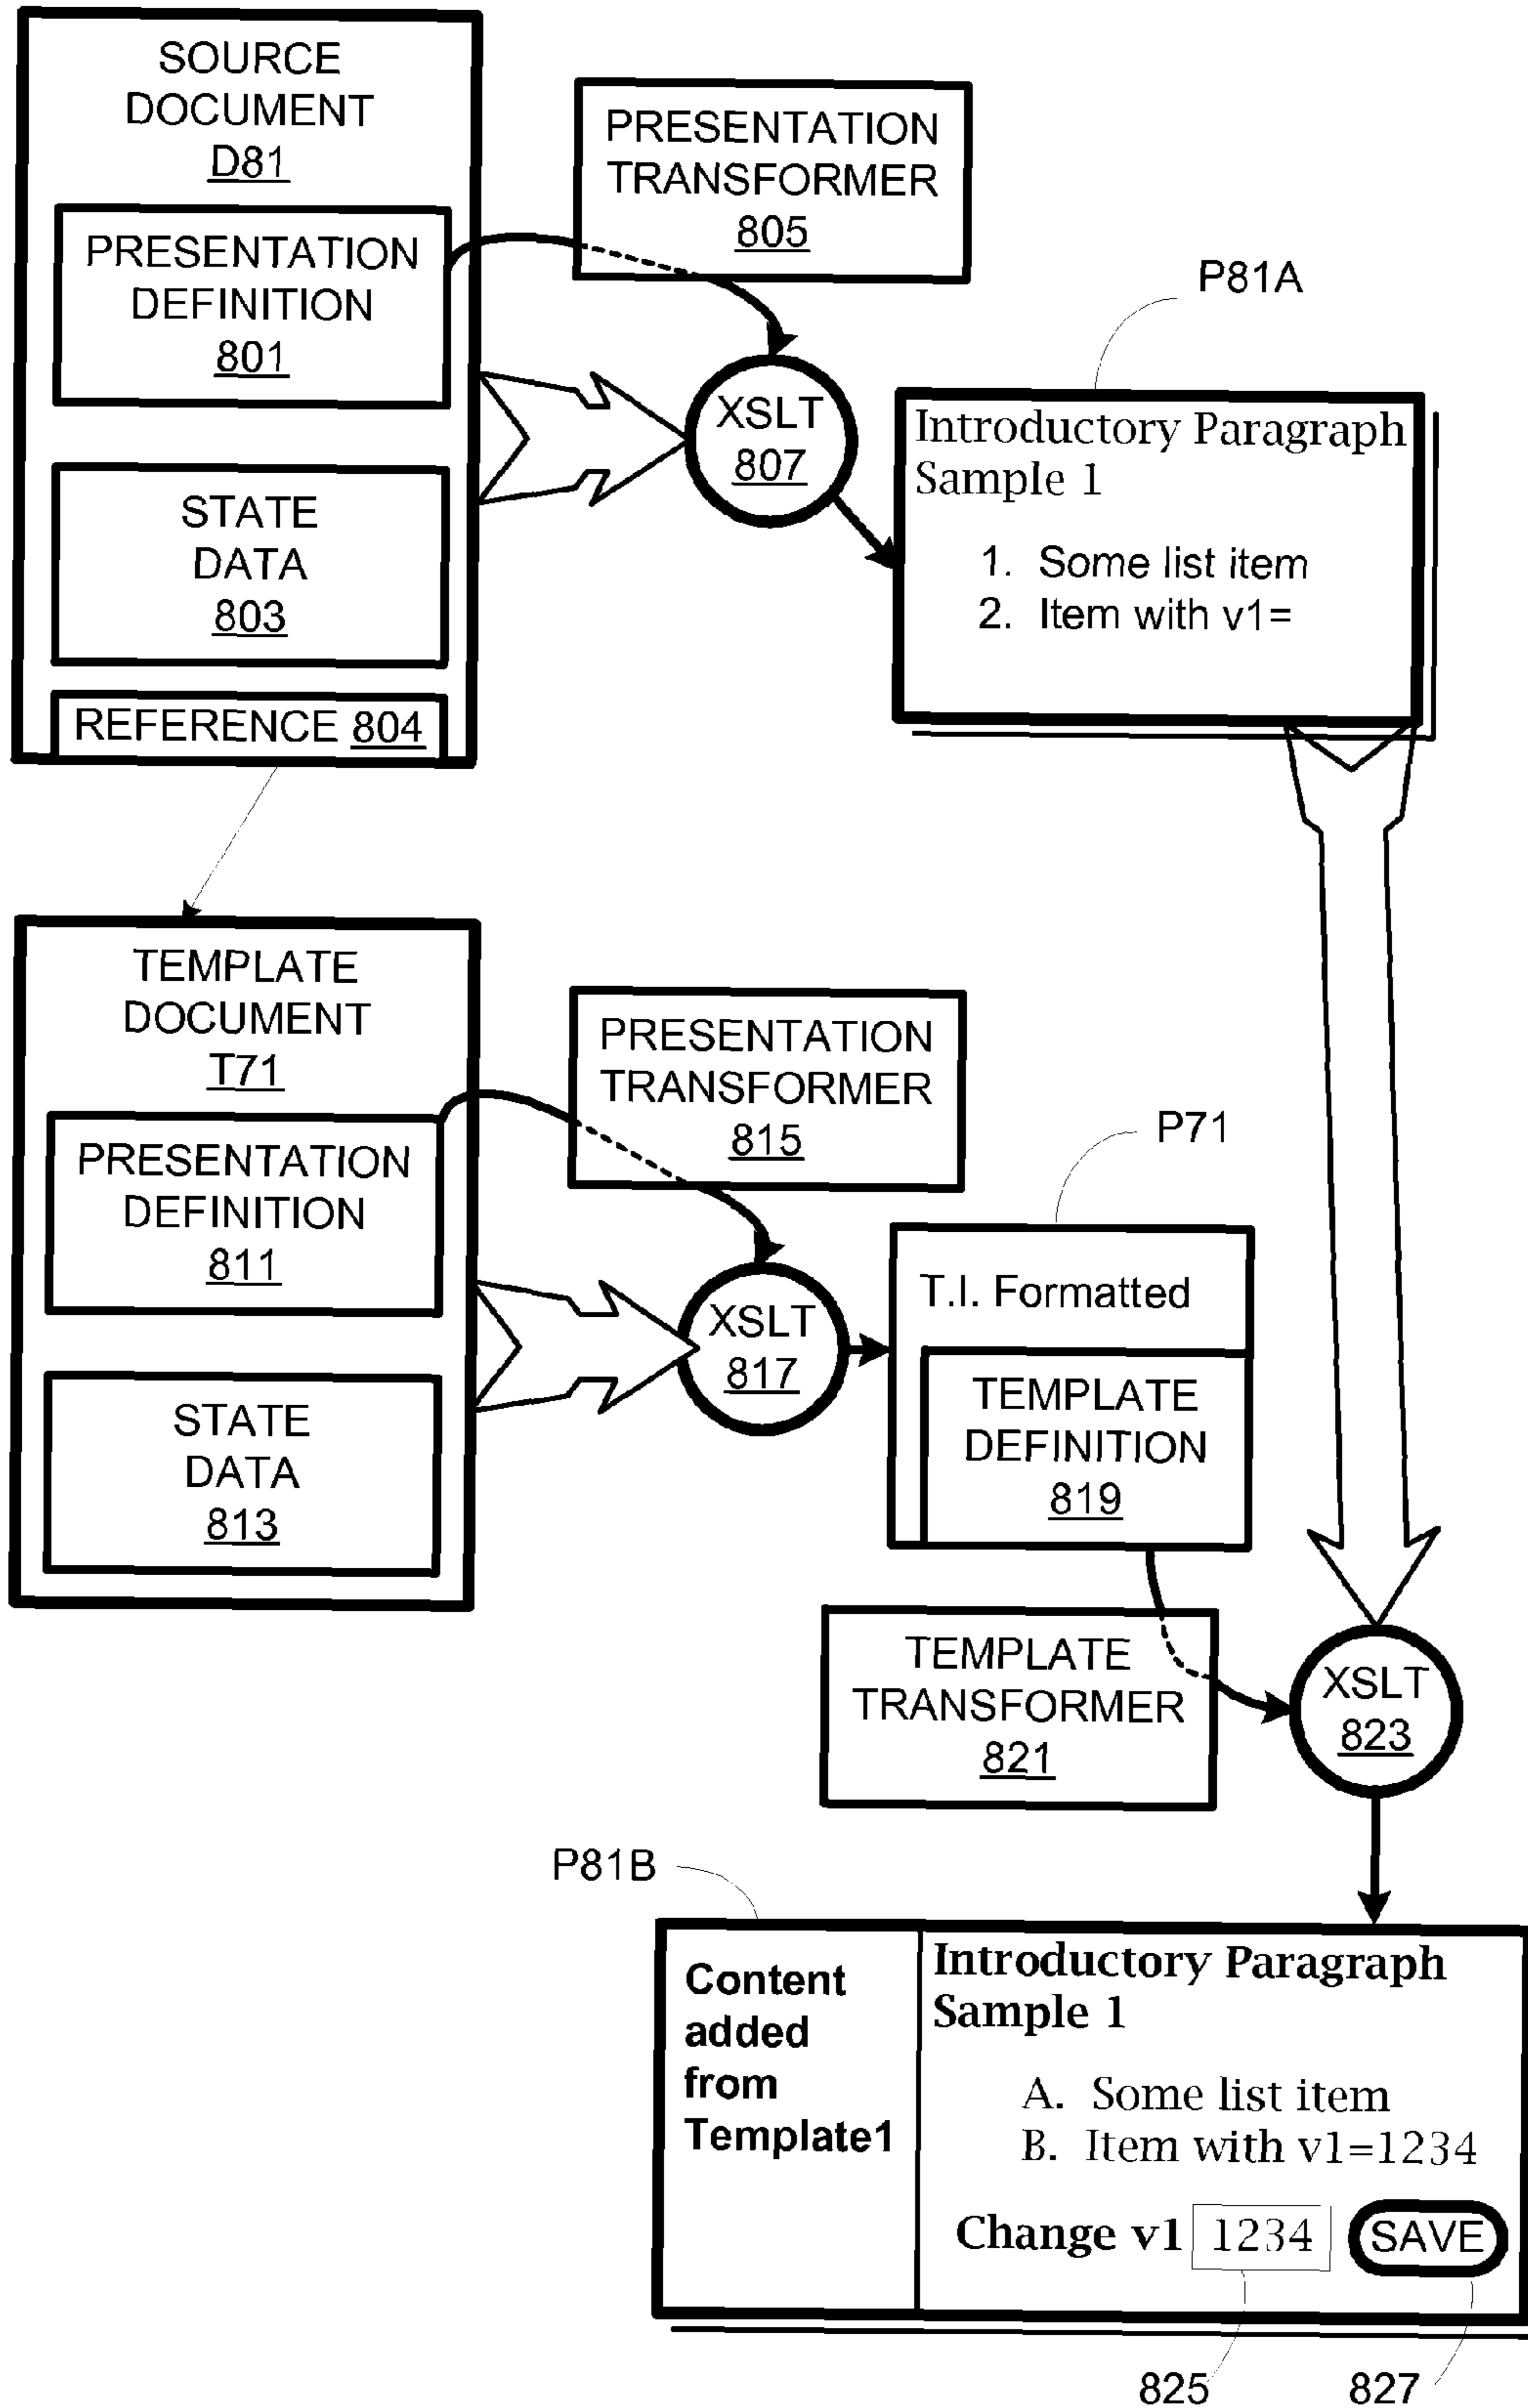 SOURCE
DOCUMENT
D81
PRESENTATION
DEFINITION
801
STATE
DATA
803
REFERENCE 804
PRESENTATION
TRANSFORMER
805
XSLT
807
P81A
Introductory Paragraph
Sample 1
1. Some list item
2. Item with v1=
TEMPLATE
DOCUMENT
T71
PRESENTATION
DEFINITION
811
STATE
DATA
813
PRESENTATION
TRANSFORMER
815
XSLT
817
P71
T.I. Formatted
TEMPLATE
DEFINITION
819
TEMPLATE
TRANSFORMER
821
XSLT
823
P81B
Content
added
from
Template1
Introductory Paragraph
Sample 1
A. Some list item
B. Item with v1=1234
Change v1 1234 SAVE
825
827